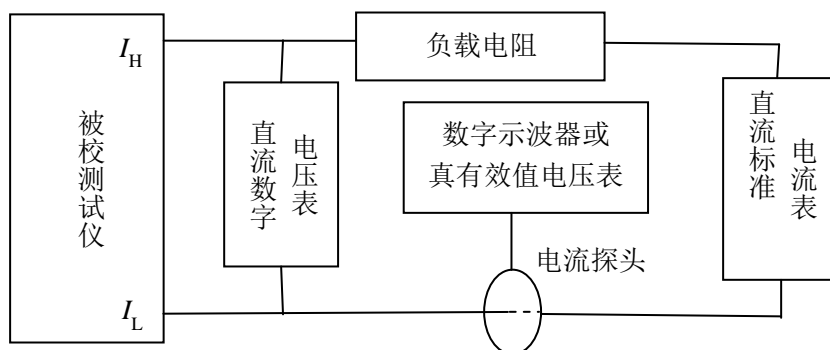 I_H
负载电阻
被校测试仪
直流数字
电压表
数字示波器或
真有效值电压表
直流标准
电流表
电流探头
I_L